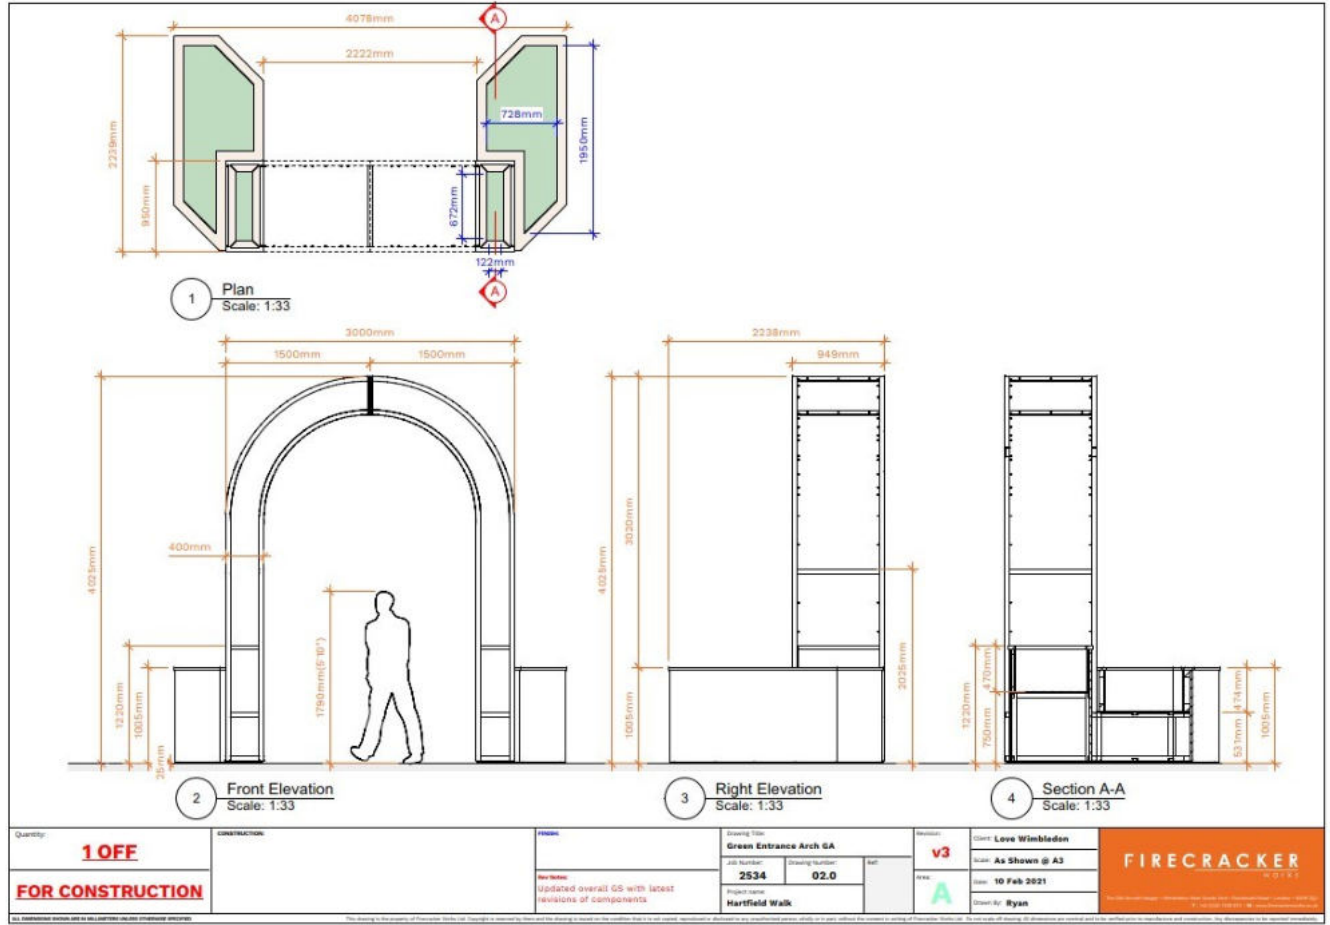 4078mm
A
2222mm
728mm
2239mm
1950mm
950mm
672mm
122mm
A
1 Plan
Scale: 1:33
3000mm
1500mm 1500mm
400mm
4025mm
1790mm(5'10")
1220mm
1005mm
25mm
2 Front Elevation
Scale: 1:33
2238mm
949mm
4025mm
3020mm
2025mm
1005mm
3 Right Elevation
Scale: 1:33
1220mm
470mm
750mm
474mm
531mm
1005mm
4 Section A-A
Scale: 1:33
Quantity:
1 OFF
FOR CONSTRUCTION
CONSTRUCTION:
FINISH:
Rev Notes:
Updated overall GS with latest
revisions of components
Drawing Title:
Green Entrance Arch GA
Job Number: Drawing Number: Ref:
2534 02.0
Project name
Hartfield Walk
Revision:
v3
Area:
A
Client: Love Wimbledon
Scale: As Shown @ A3
Date: 10 Feb 2021
Drawn By: Ryan
FIRECRACKER
WORKS
ALL DIMENSIONS SHOWN ARE IN MILLIMETERS UNLESS OTHERWISE SPECIFIED